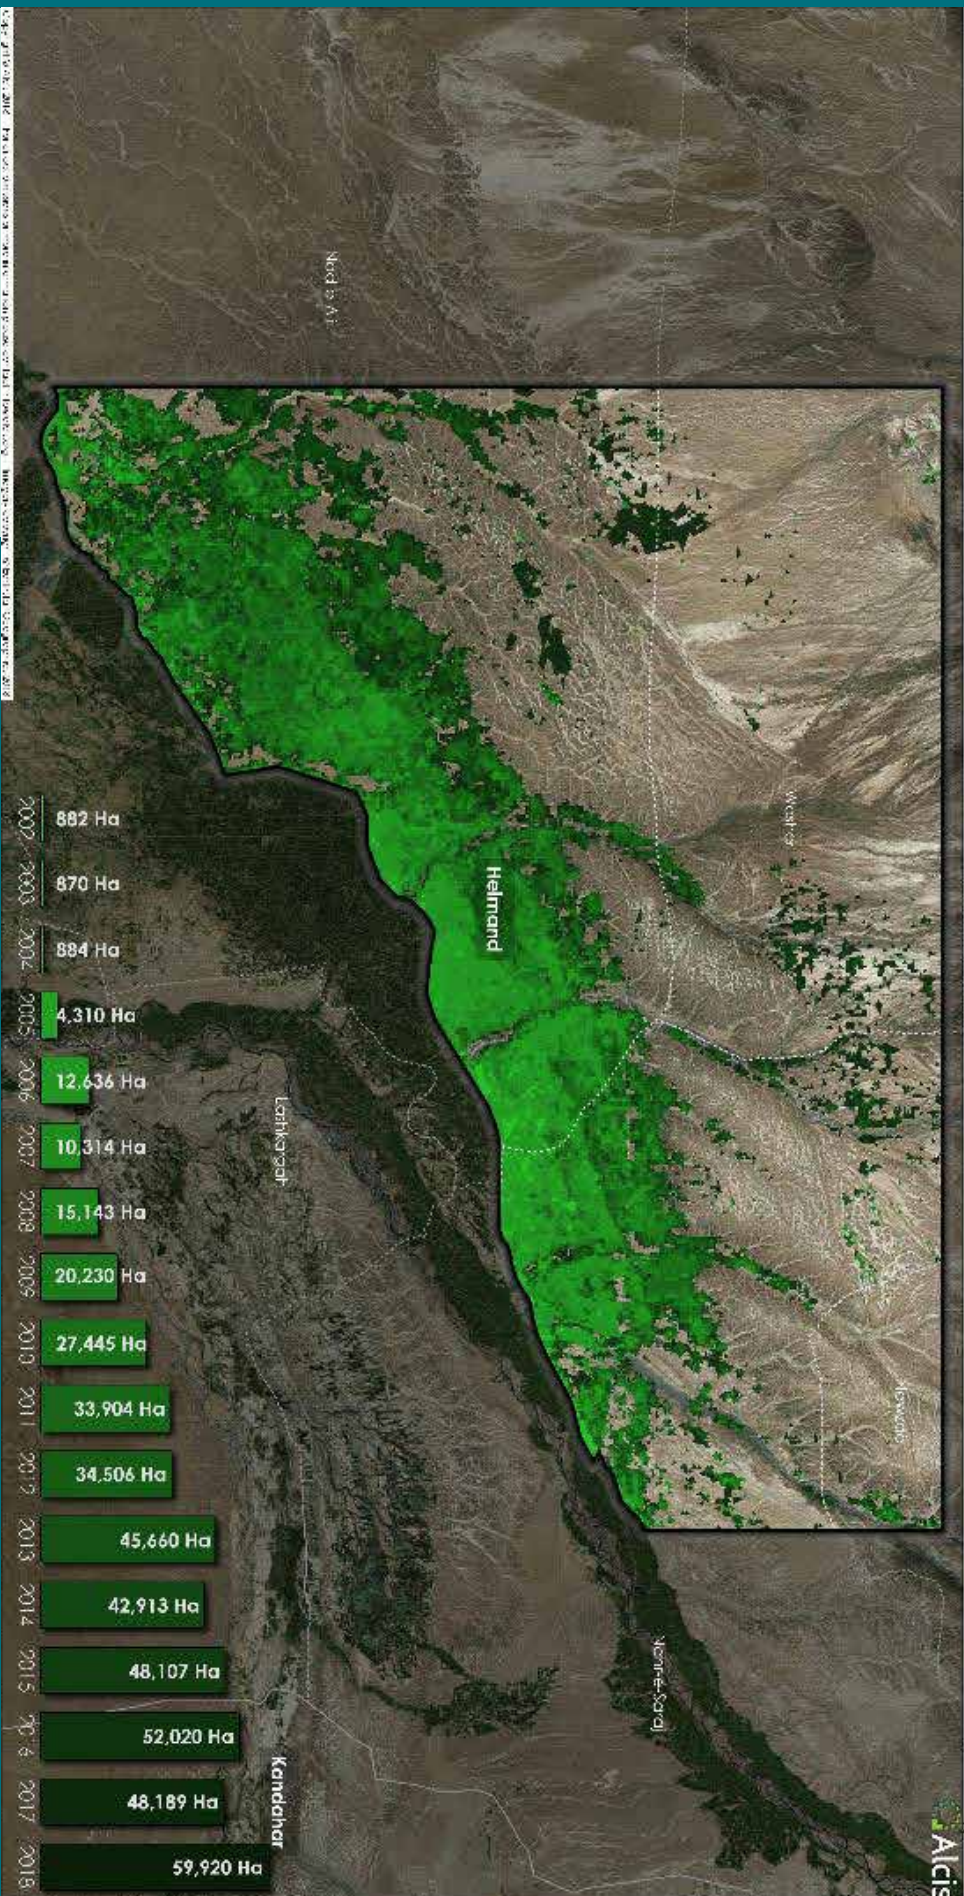 Alcis
Washer
Nawzad
Nad-e-Ali
Helmand
Nahr-e-Saraj
Lashkargah
Kandahar
882 Ha
870 Ha
884 Ha
4,310 Ha
12,636 Ha
10,314 Ha
15,143 Ha
20,230 Ha
27,445 Ha
33,904 Ha
34,506 Ha
45,660 Ha
42,913 Ha
48,107 Ha
52,020 Ha
48,189 Ha
59,920 Ha
2002
2003
2004
2005
2006
2007
2008
2009
2010
2011
2012
2013
2014
2015
2016
2017
2018